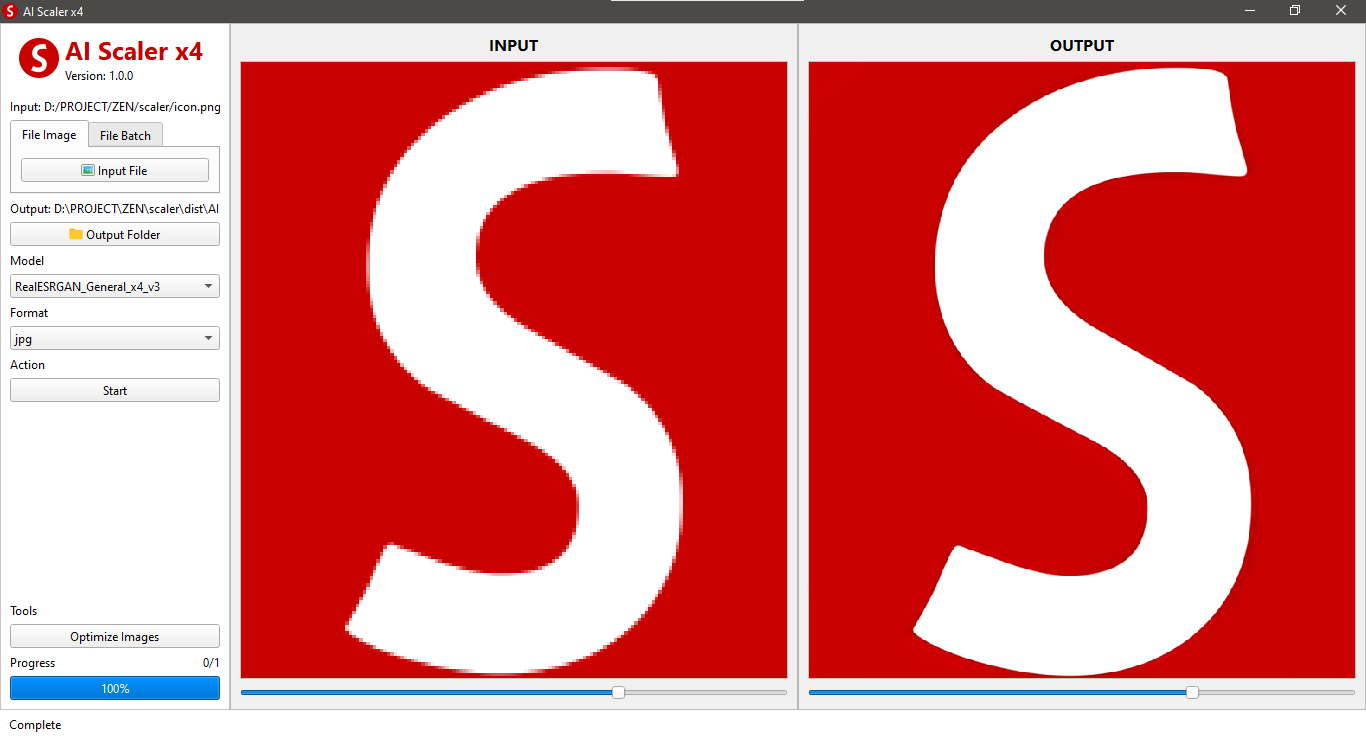 AI Scaler x4
S
AI Scaler x4
Version: 1.0.0
Input: D:/PROJECT/ZEN/scaler/icon.png
File Image
File Batch
Input File
Output: D:\PROJECT\ZEN\scaler\dist\AI
Output Folder
Model
RealESRGAN_General_x4_v3
Format
jpg
Action
Start
Tools
Optimize Images
Progress 0/1
100%
Complete
INPUT
S
OUTPUT
S